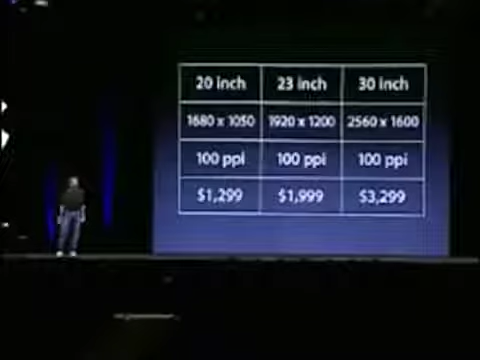 20 inch 23 inch 30 inch
1680 x 1050 1920 x 1200 2560 x 1600
100 ppi 100 ppi 100 ppi
$1,299 $1,999 $3,299